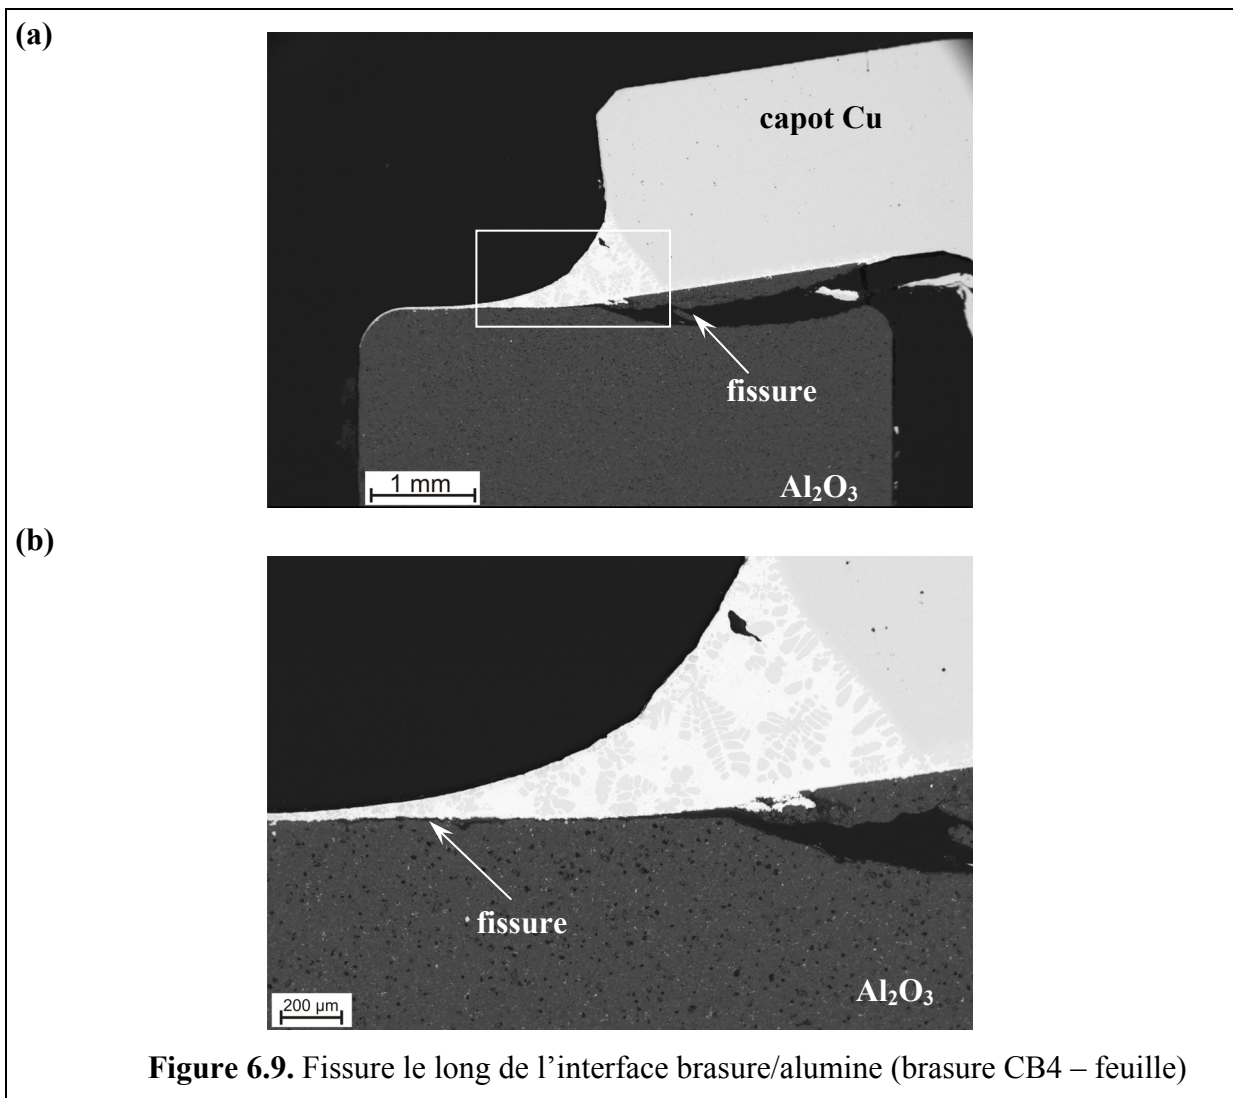 (a)
capot Cu
fissure
1 mm
Al₂O₃
(b)
fissure
Al₂O₃
200 µm
Figure 6.9. Fissure le long de l’interface brasure/alumine (brasure CB4 – feuille)